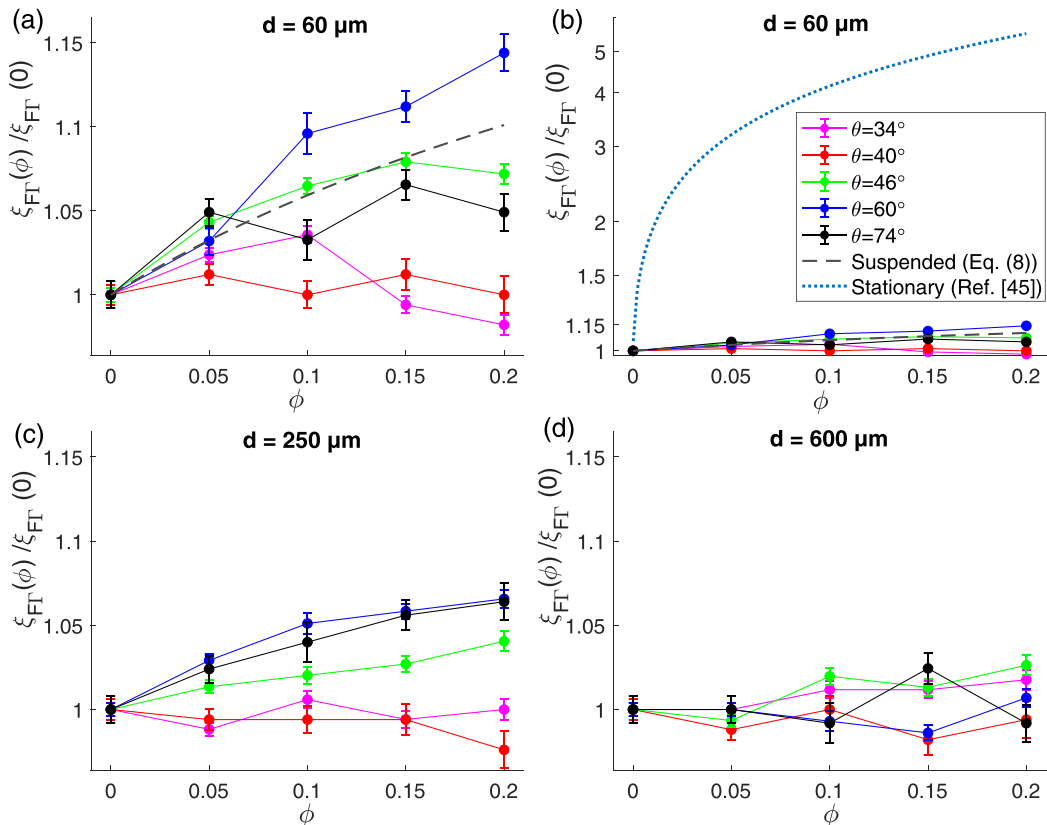 (a)
d = 60 µm
ξFΓ(ϕ) /ξFΓ (0)
1.15
1.1
1.05
1
0
0.05
0.1
0.15
0.2
ϕ
(b)
d = 60 µm
ξFΓ(ϕ) /ξFΓ (0)
5
4
3
2
1.5
1.15
1
θ=34°
θ=40°
θ=46°
θ=60°
θ=74°
Suspended (Eq. (8))
Stationary (Ref. [45])
0
0.05
0.1
0.15
0.2
ϕ
(c)
d = 250 µm
ξFΓ(ϕ) /ξFΓ (0)
1.15
1.1
1.05
1
0
0.05
0.1
0.15
0.2
ϕ
(d)
d = 600 µm
ξFΓ(ϕ) /ξFΓ (0)
1.15
1.1
1.05
1
0
0.05
0.1
0.15
0.2
ϕ